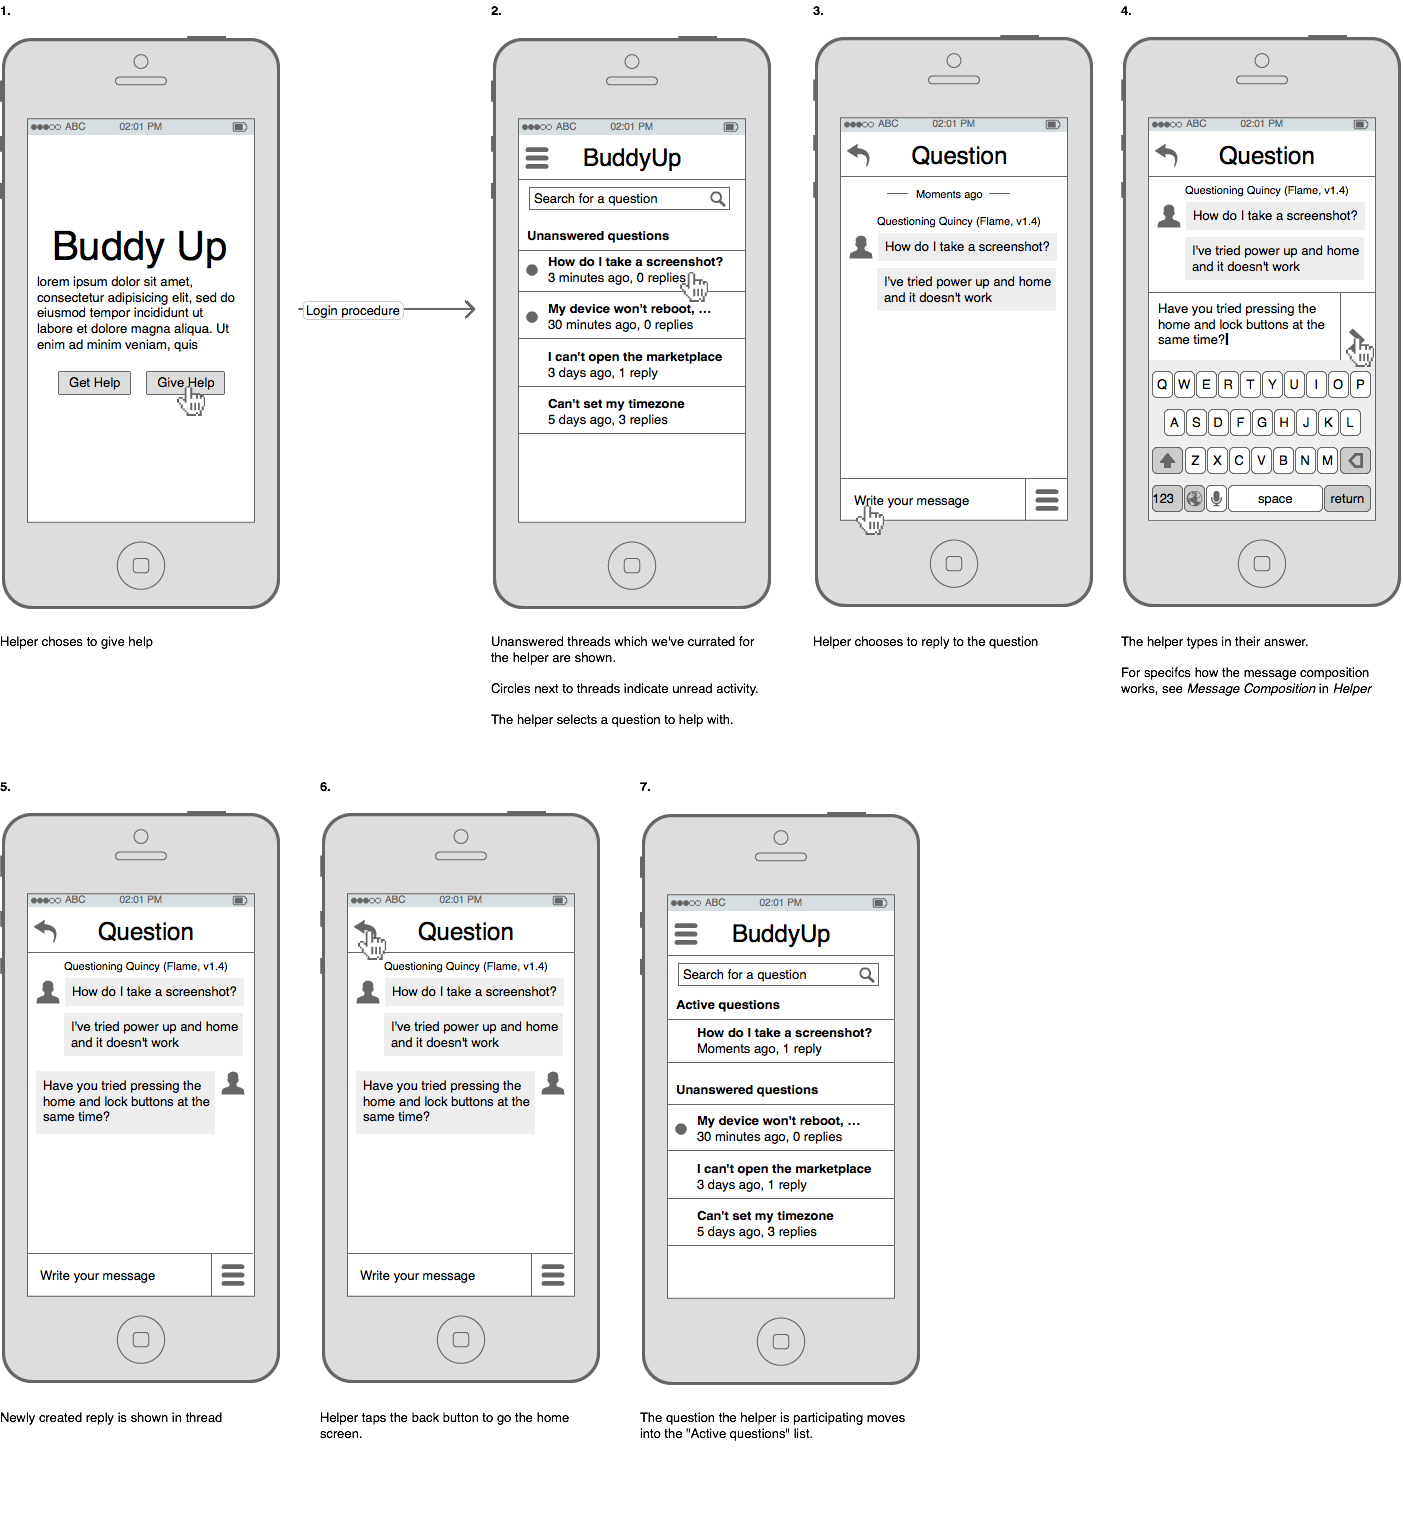 1.
ABC 02:01 PM
Buddy Up
lorem ipsum dolor sit amet,
consectetur adipisicing elit, sed do
eiusmod tempor incididunt ut
labore et dolore magna aliqua. Ut
enim ad minim veniam, quis
Get Help Give Help
Helper choses to give help
Login procedure
2.
ABC 02:01 PM
BuddyUp
Search for a question
Unanswered questions
How do I take a screenshot?
3 minutes ago, 0 replies
My device won't reboot, ...
30 minutes ago, 0 replies
I can't open the marketplace
3 days ago, 1 reply
Can't set my timezone
5 days ago, 3 replies
Unanswered threads which we've currated for
the helper are shown.
Circles next to threads indicate unread activity.
The helper selects a question to help with.
3.
ABC 02:01 PM
Question
Moments ago
Questioning Quincy (Flame, v1.4)
How do I take a screenshot?
I've tried power up and home
and it doesn't work
Write your message
Helper chooses to reply to the question
4.
ABC 02:01 PM
Question
Questioning Quincy (Flame, v1.4)
How do I take a screenshot?
I've tried power up and home
and it doesn't work
Have you tried pressing the
home and lock buttons at the
same time?
Q W E R T Y U I O P
A S D F G H J K L
Z X C V B N M
123 space return
The helper types in their answer.
For specifcs how the message composition
works, see Message Composition in Helper
5.
ABC 02:01 PM
Question
Questioning Quincy (Flame, v1.4)
How do I take a screenshot?
I've tried power up and home
and it doesn't work
Have you tried pressing the
home and lock buttons at the
same time?
Write your message
Newly created reply is shown in thread
6.
ABC 02:01 PM
Question
Questioning Quincy (Flame, v1.4)
How do I take a screenshot?
I've tried power up and home
and it doesn't work
Have you tried pressing the
home and lock buttons at the
same time?
Write your message
Helper taps the back button to go the home
screen.
7.
ABC 02:01 PM
BuddyUp
Search for a question
Active questions
How do I take a screenshot?
Moments ago, 1 reply
Unanswered questions
My device won't reboot, ...
30 minutes ago, 0 replies
I can't open the marketplace
3 days ago, 1 reply
Can't set my timezone
5 days ago, 3 replies
The question the helper is participating moves
into the "Active questions" list.